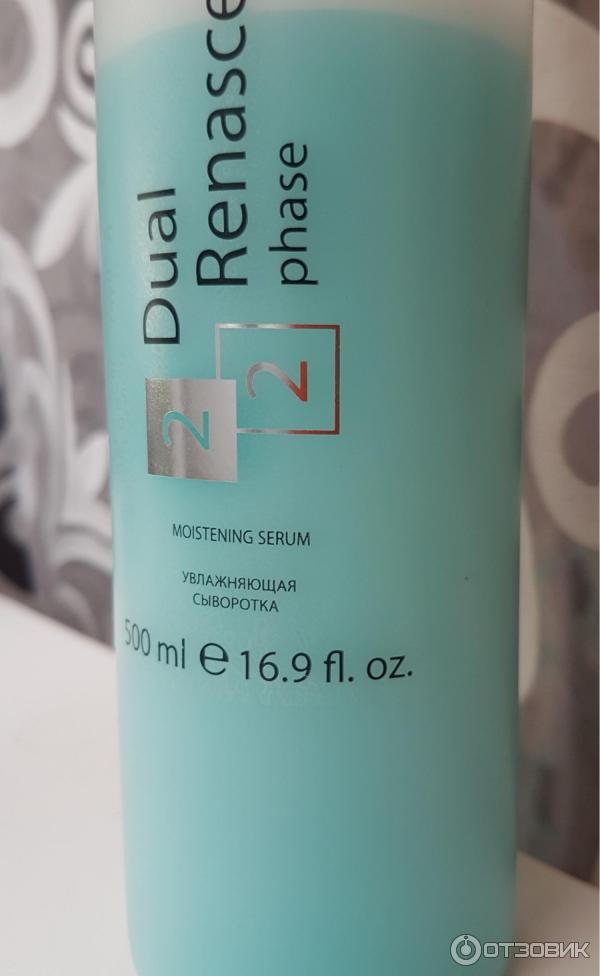 Dual
Renasce
2 phase
2
MOISTENING SERUM
УВЛАЖНЯЮЩАЯ
СЫВОРОТКА
500 ml e 16.9 fl. oz.
ОТЗОВИК